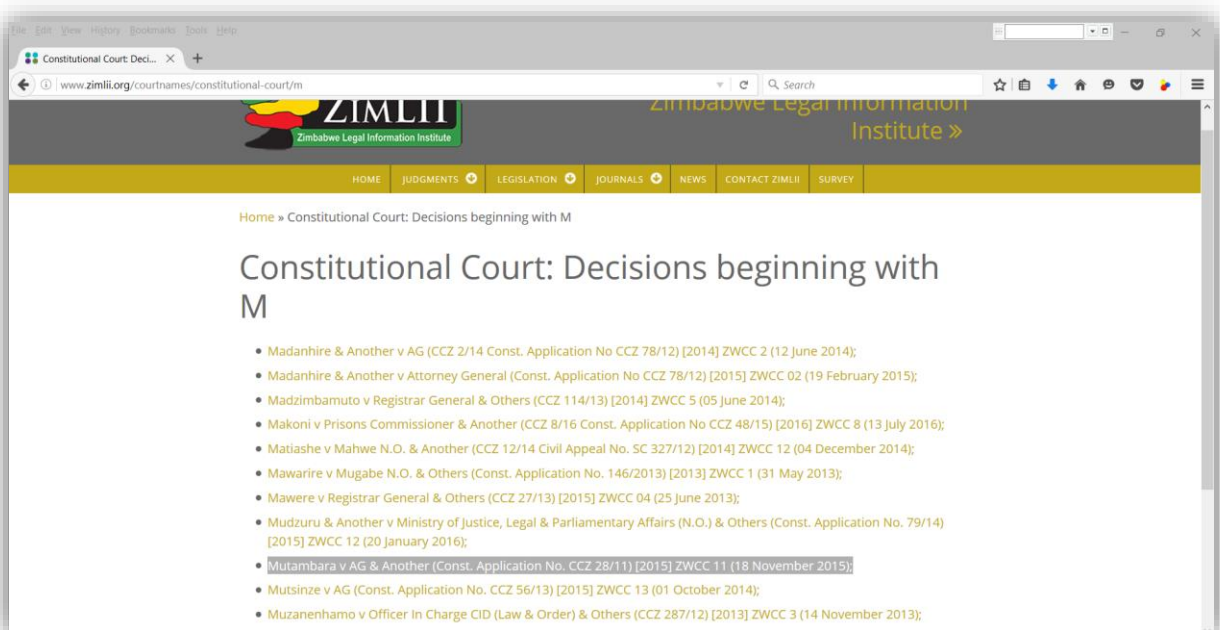 File Edit View History Bookmarks Tools Help
Constitutional Court: Deci... × +
www.zimlii.org/courtnames/constitutional-court/m
Search
ZIMLII
Zimbabwe Legal Information Institute
Zimbabwe Legal Information
Institute »
HOME JUDGMENTS LEGISLATION JOURNALS NEWS CONTACT ZIMLII SURVEY
Home » Constitutional Court: Decisions beginning with M
Constitutional Court: Decisions beginning with
M
• Madanhire & Another v AG (CCZ 2/14 Const. Application No CCZ 78/12) [2014] ZWCC 2 (12 June 2014);
• Madanhire & Another v Attorney General (Const. Application No CCZ 78/12) [2015] ZWCC 02 (19 February 2015);
• Madzimbamuto v Registrar General & Others (CCZ 114/13) [2014] ZWCC 5 (05 June 2014);
• Makoni v Prisons Commissioner & Another (CCZ 8/16 Const. Application No CCZ 48/15) [2016] ZWCC 8 (13 July 2016);
• Matiashe v Mahwe N.O. & Another (CCZ 12/14 Civil Appeal No. SC 327/12) [2014] ZWCC 12 (04 December 2014);
• Mawarire v Mugabe N.O. & Others (Const. Application No. 146/2013) [2013] ZWCC 1 (31 May 2013);
• Mawere v Registrar General & Others (CCZ 27/13) [2015] ZWCC 04 (25 June 2013);
• Mudzuru & Another v Ministry of Justice, Legal & Parliamentary Affairs (N.O.) & Others (Const. Application No. 79/14)
[2015] ZWCC 12 (20 January 2016);
• Mutambara v AG & Another (Const. Application No. CCZ 28/11) [2015] ZWCC 11 (18 November 2015);
• Mutsinze v AG (Const. Application No. CCZ 56/13) [2015] ZWCC 13 (01 October 2014);
• Muzanenhamo v Officer In Charge CID (Law & Order) & Others (CCZ 287/12) [2013] ZWCC 3 (14 November 2013);